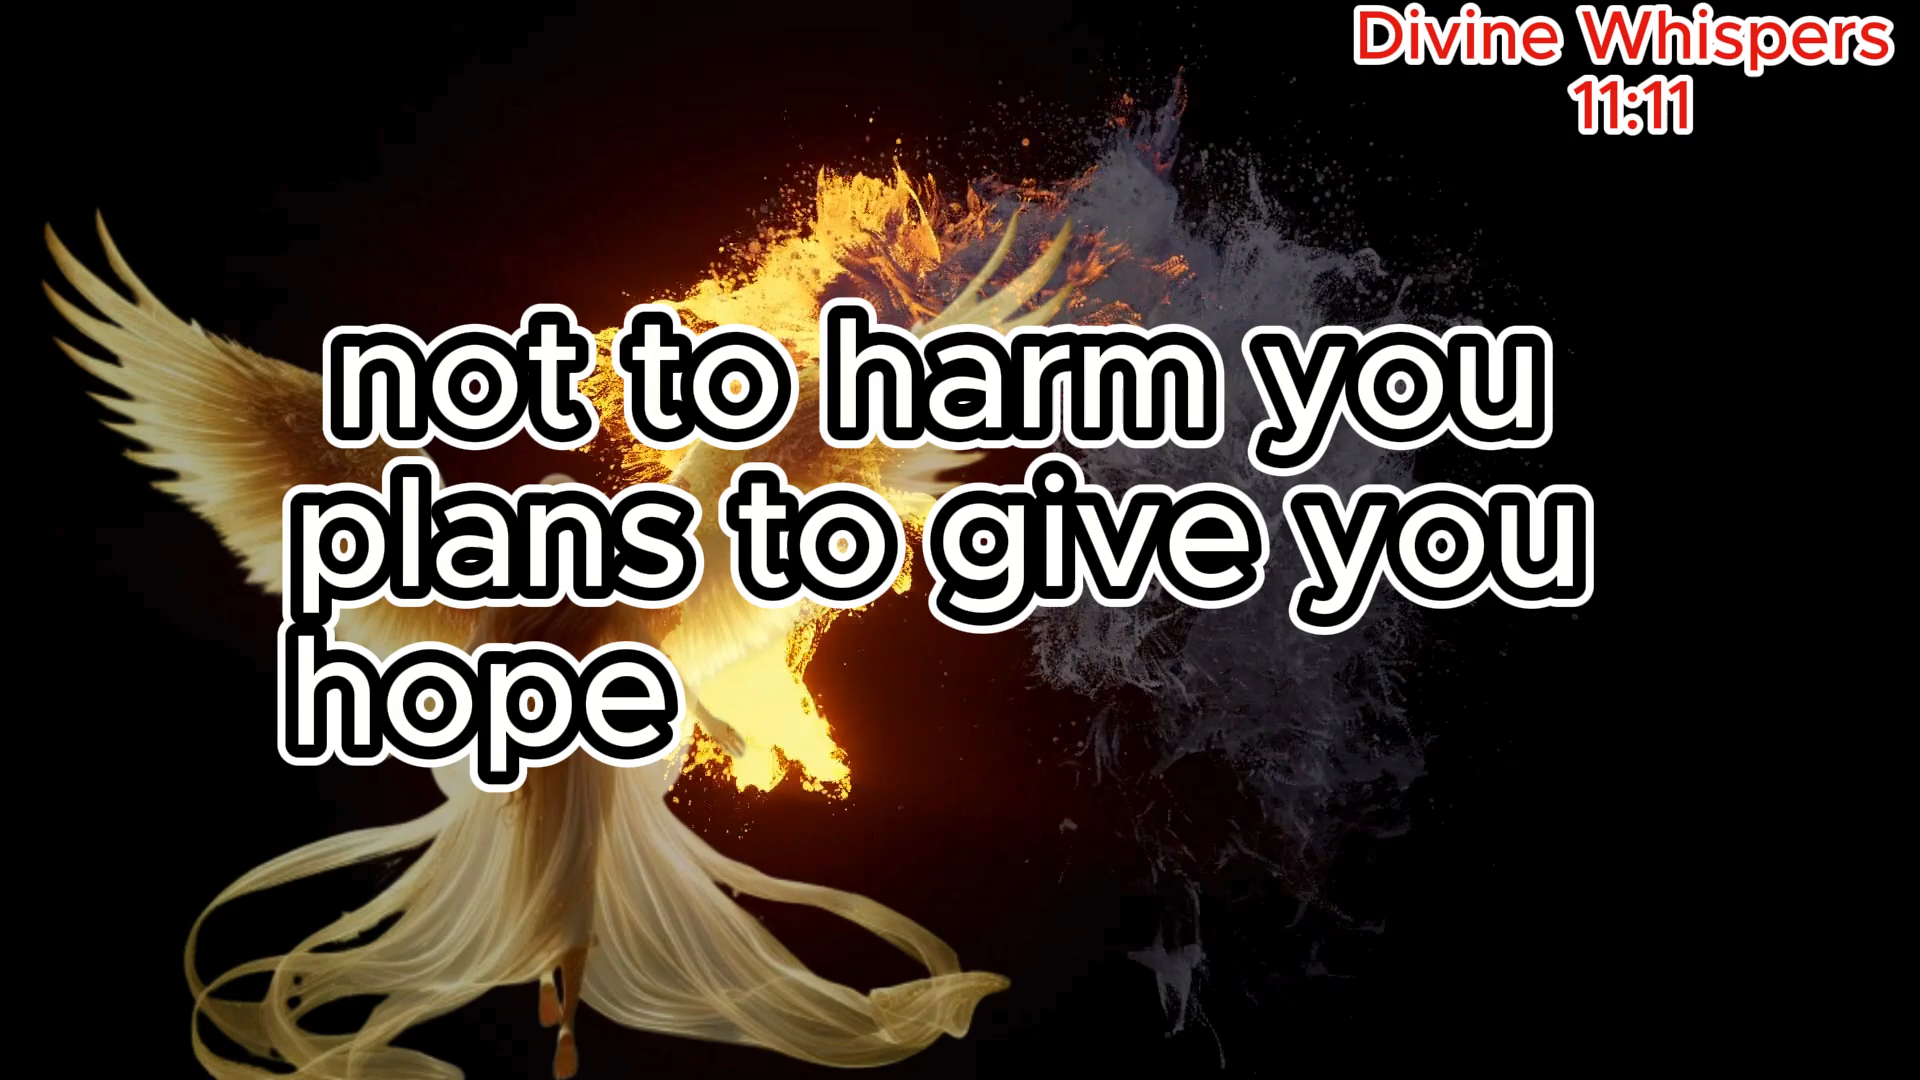 Divine Whispers
11:11
not to harm you
plans to give you
hope